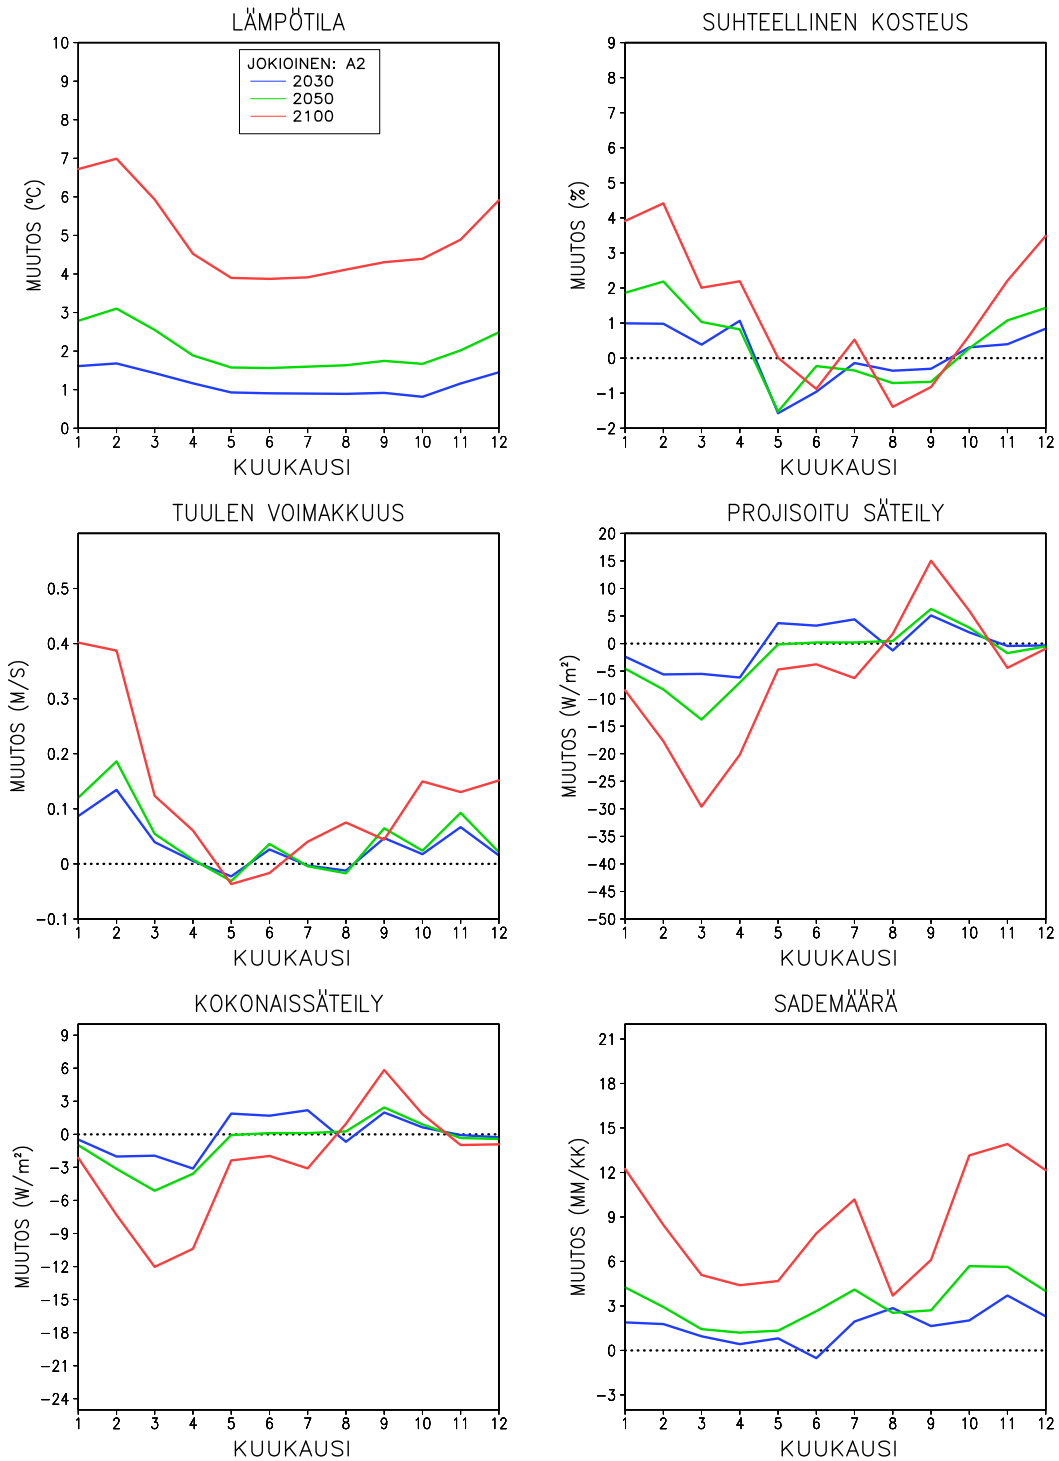 LÄMPÖTILA
10
9
8
7
6
5
4
3
2
1
0
MUUTOS (°C)
JOKIOINEN: A2
2030
2050
2100
1 2 3 4 5 6 7 8 9 10 11 12
KUUKAUSI
SUHTEELLINEN KOSTEUS
9
8
7
6
5
4
3
2
1
0
−1
−2
MUUTOS (%)
1 2 3 4 5 6 7 8 9 10 11 12
KUUKAUSI
TUULEN VOIMAKKUUS
0.5
0.4
0.3
0.2
0.1
0
−0.1
MUUTOS (M/S)
1 2 3 4 5 6 7 8 9 10 11 12
KUUKAUSI
PROJISOITU SÄTEILY
20
15
10
5
0
−5
−10
−15
−20
−25
−30
−35
−40
−45
−50
MUUTOS (W/m²)
1 2 3 4 5 6 7 8 9 10 11 12
KUUKAUSI
KOKONAISSÄTEILY
9
6
3
0
−3
−6
−9
−12
−15
−18
−21
−24
MUUTOS (W/m²)
1 2 3 4 5 6 7 8 9 10 11 12
KUUKAUSI
SADEMÄÄRÄ
21
18
15
12
9
6
3
0
−3
MUUTOS (MM/KK)
1 2 3 4 5 6 7 8 9 10 11 12
KUUKAUSI